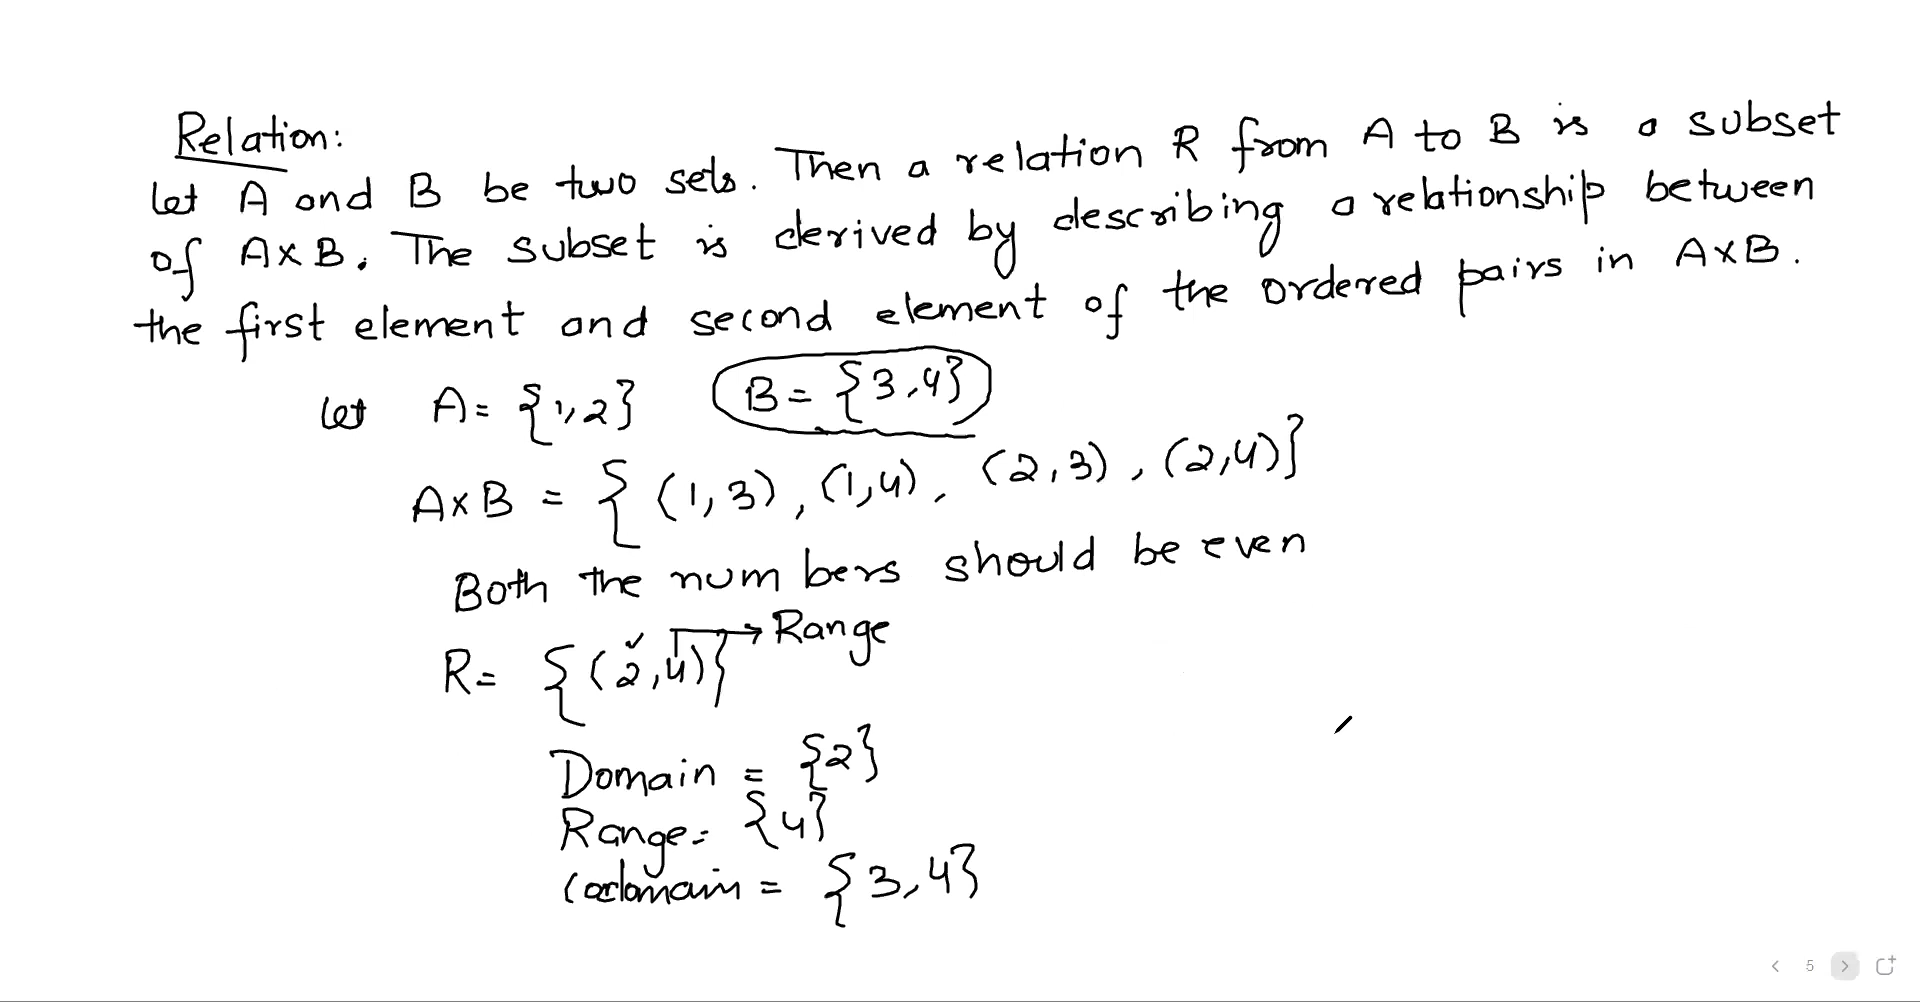 Relation:
Let A and B be two sets. Then a relation R from A to B is a subset
of A×B. The subset is derived by describing a relationship between
the first element and second element of the ordered pairs in A×B.
Let A = {1,2} B = {3,4}
A×B = { (1,3), (1,4), (2,3), (2,4)}
Both the numbers should be even
R = {(2,4)} → Range
Domain = {2}
Range = {4}
Codomain = {3,4}
5